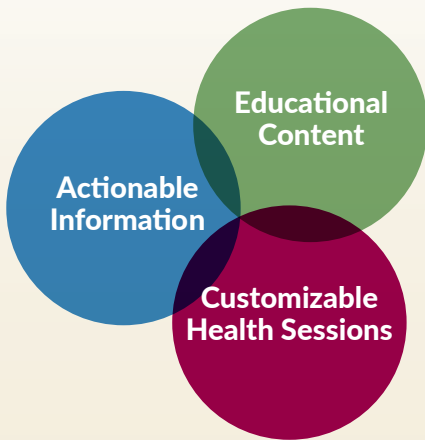 Educational
Content
Actionable
Information
Customizable
Health Sessions